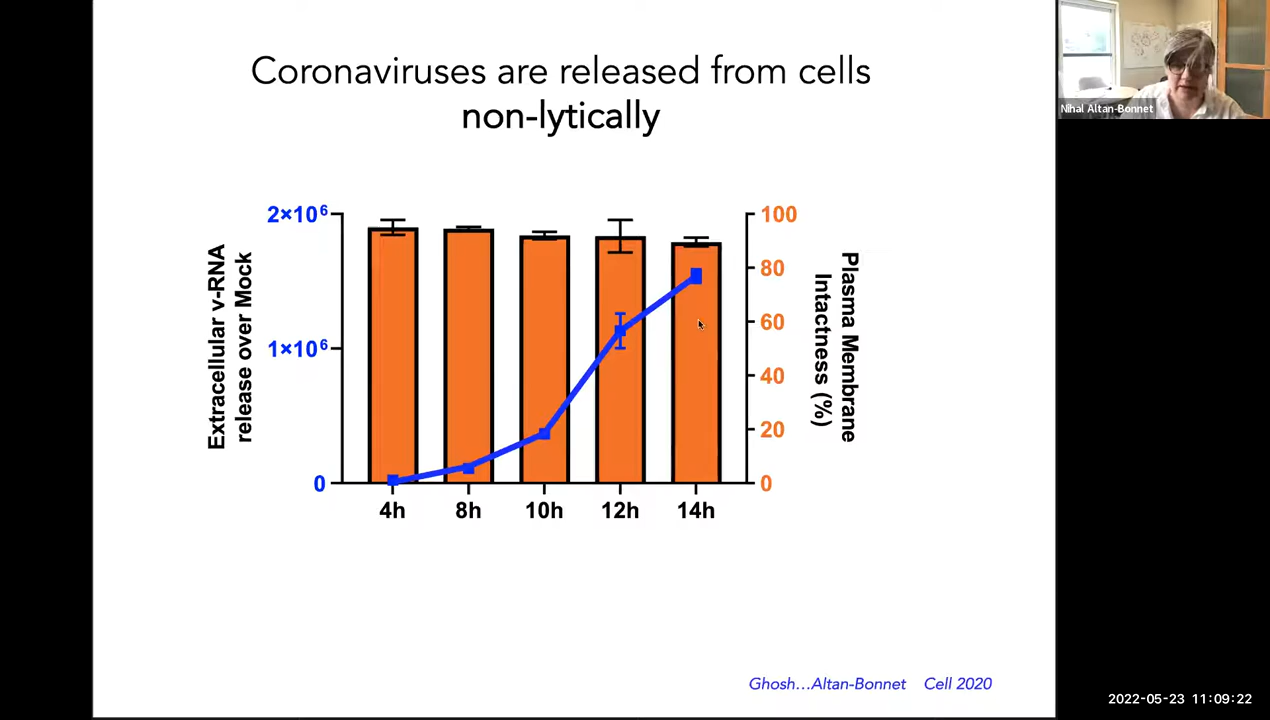 Coronaviruses are released from cells
non-lytically
Nihal Altan-Bonnet
Extracellular v-RNA
release over Mock
2×10⁶
1×10⁶
0
100
80
60
40
20
0
Plasma Membrane
Intactness (%)
4h 8h 10h 12h 14h
Ghosh...Altan-Bonnet Cell 2020
2022-05-23 11:09:22